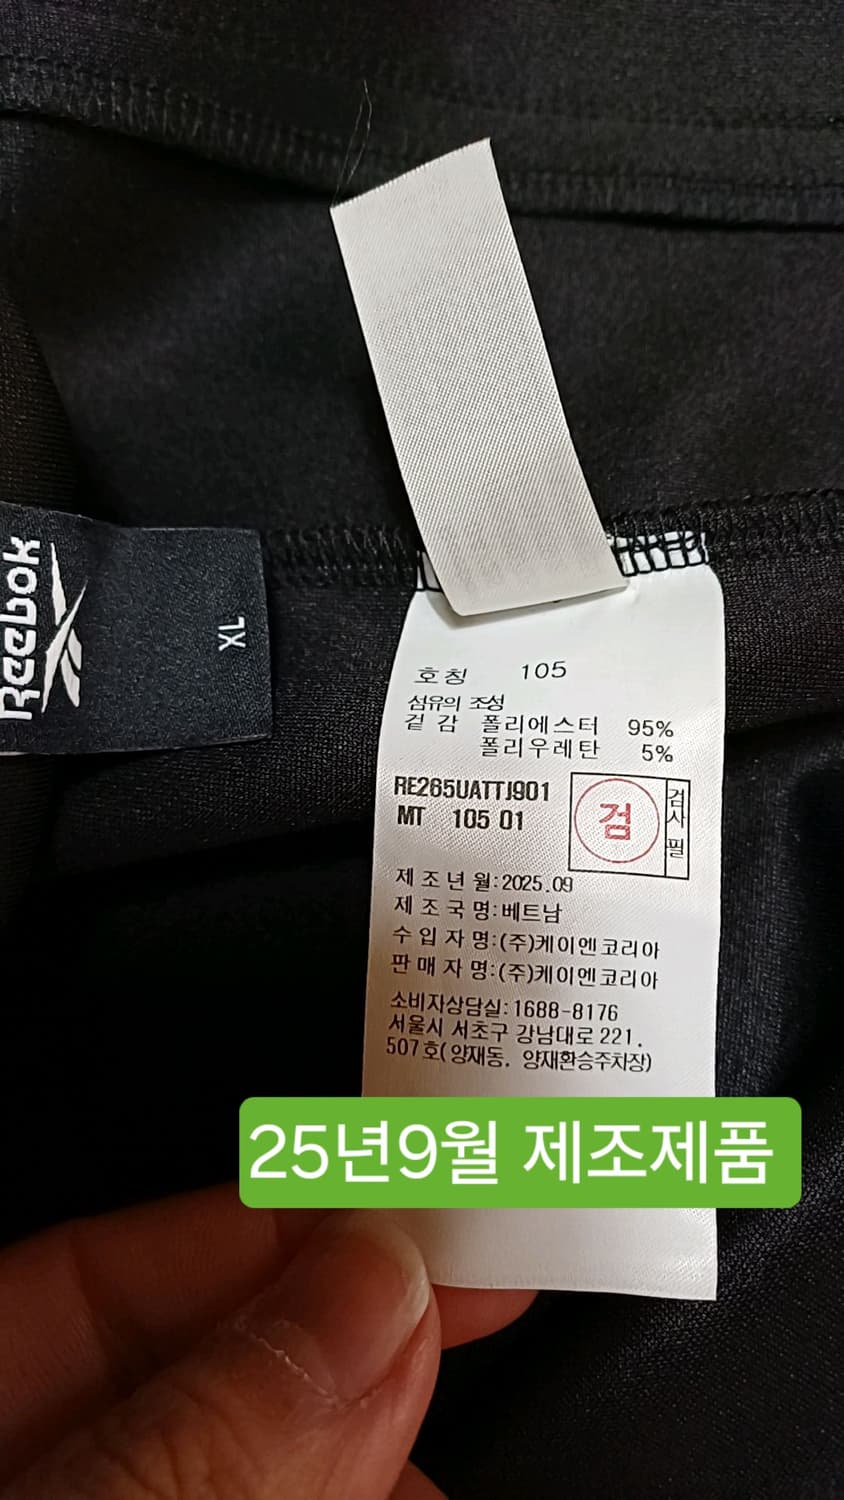 Reebok
XL
호칭 105
섬유의 조성
겉감 폴리에스터 95%
폴리우레탄 5%
RE265UATTJ901
MT 105 01
검
검사필
제조년월:2025.09
제조국명:베트남
수입자명:(주)케이엔코리아
판매자명:(주)케이엔코리아
소비자상담실:1688-8176
서울시 서초구 강남대로 221,
507호(양재동, 양재환승주차장)
25년9월 제조제품